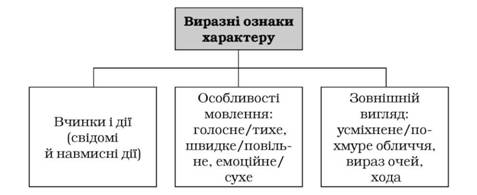 Виразні ознаки
характеру
Вчинки і дії
(свідомі
й навмисні дії)
Особливості
мовлення:
голосне/тихе,
швидке/повіль-
не, емоційне/
сухе
Зовнішній
вигляд:
усміхнене/по-
хмуре обличчя,
вираз очей,
хода